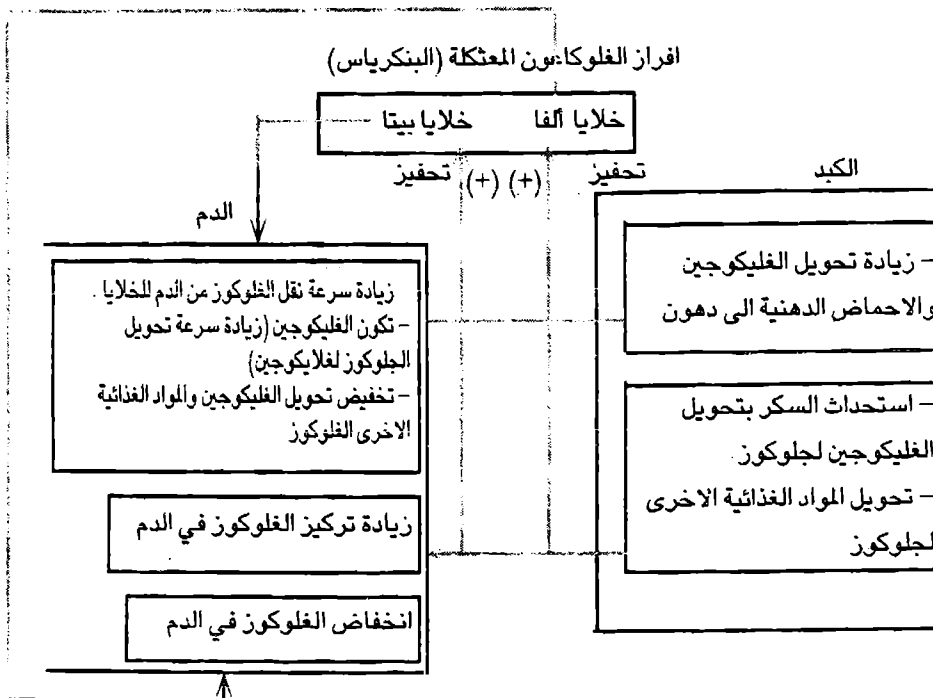 افراز الغلوكاعون المعثكلة (البنكرياس)
خلايا ألفا خلايا بيتا
تحفيز (+) (+) تحفيز
الكبد
الدم
– زيادة تحويل الغليكوجين
والاحماض الدهنية الى دهون
– استحداث السكر بتحويل
الغليكوجين لجلوكوز.
– تحويل المواد الغذائية الاخرى
لجلوكوز
زيادة سرعة نقل الغلوكوز من الدم للخلايا .
– تكون الغليكوجين (زيادة سرعة تحويل
الجلوكوز لغلايكوجين)
– تخفيض تحويل الغليكوجين والمواد الغذائية
الاخرى الغلوكوز
زيادة تركيز الغلوكوز في الدم
انخفاض الغلوكوز في الدم